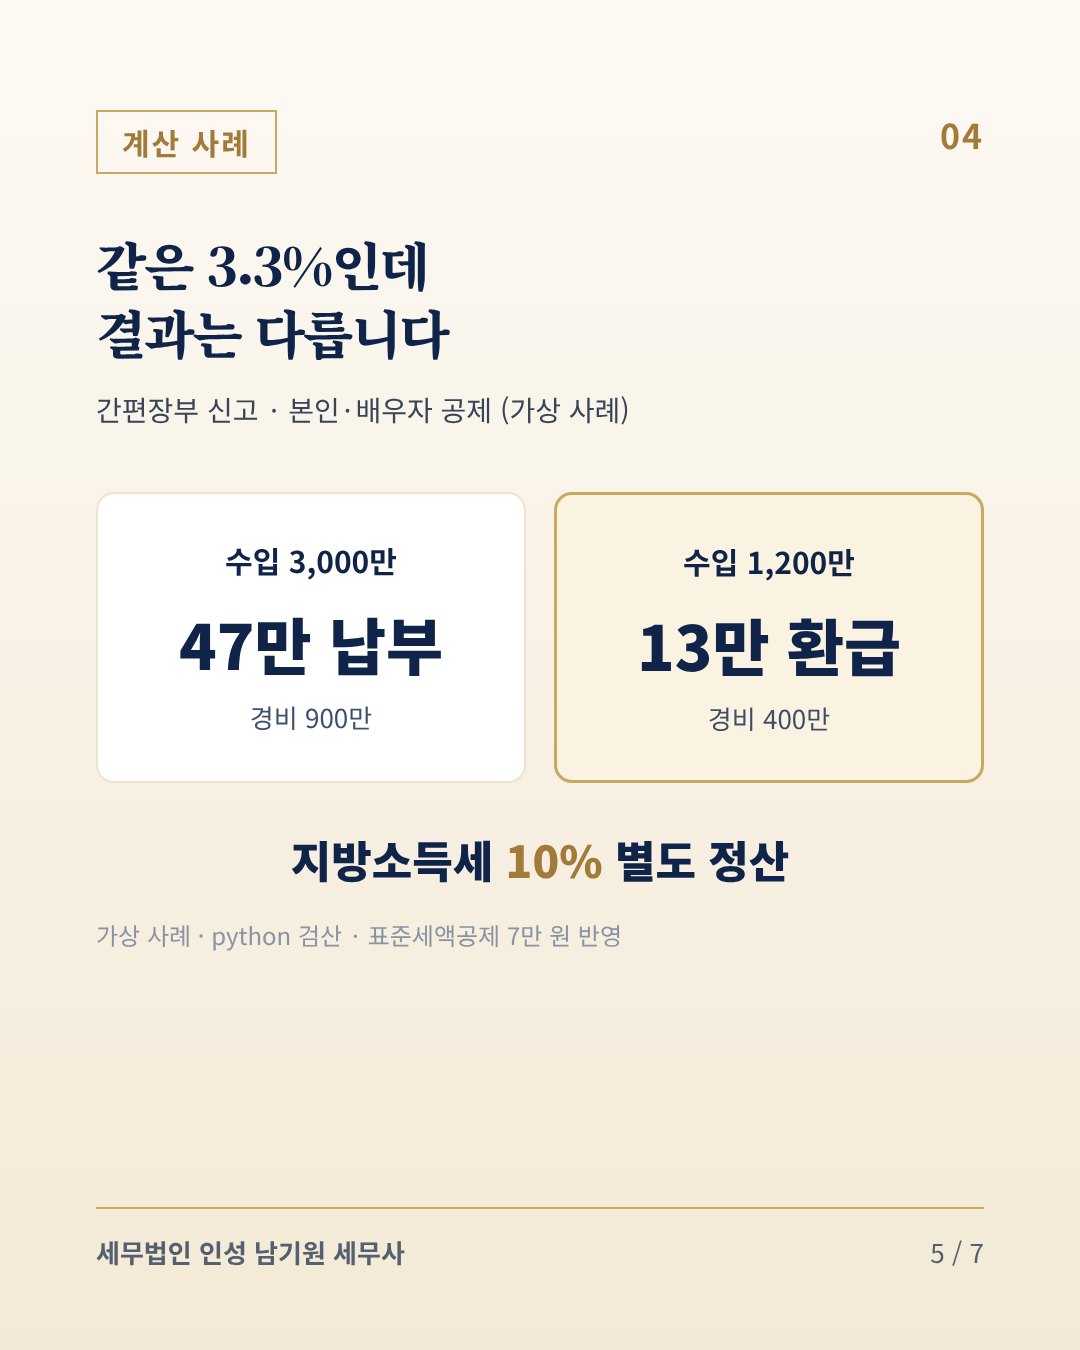 계산 사례
04
같은 3.3%인데
결과는 다릅니다
간편장부 신고 · 본인·배우자 공제 (가상 사례)
수입 3,000만
47만 납부
경비 900만
수입 1,200만
13만 환급
경비 400만
지방소득세 10% 별도 정산
가상 사례 · python 검산 · 표준세액공제 7만 원 반영
세무법인 인성 남기원 세무사
5 / 7